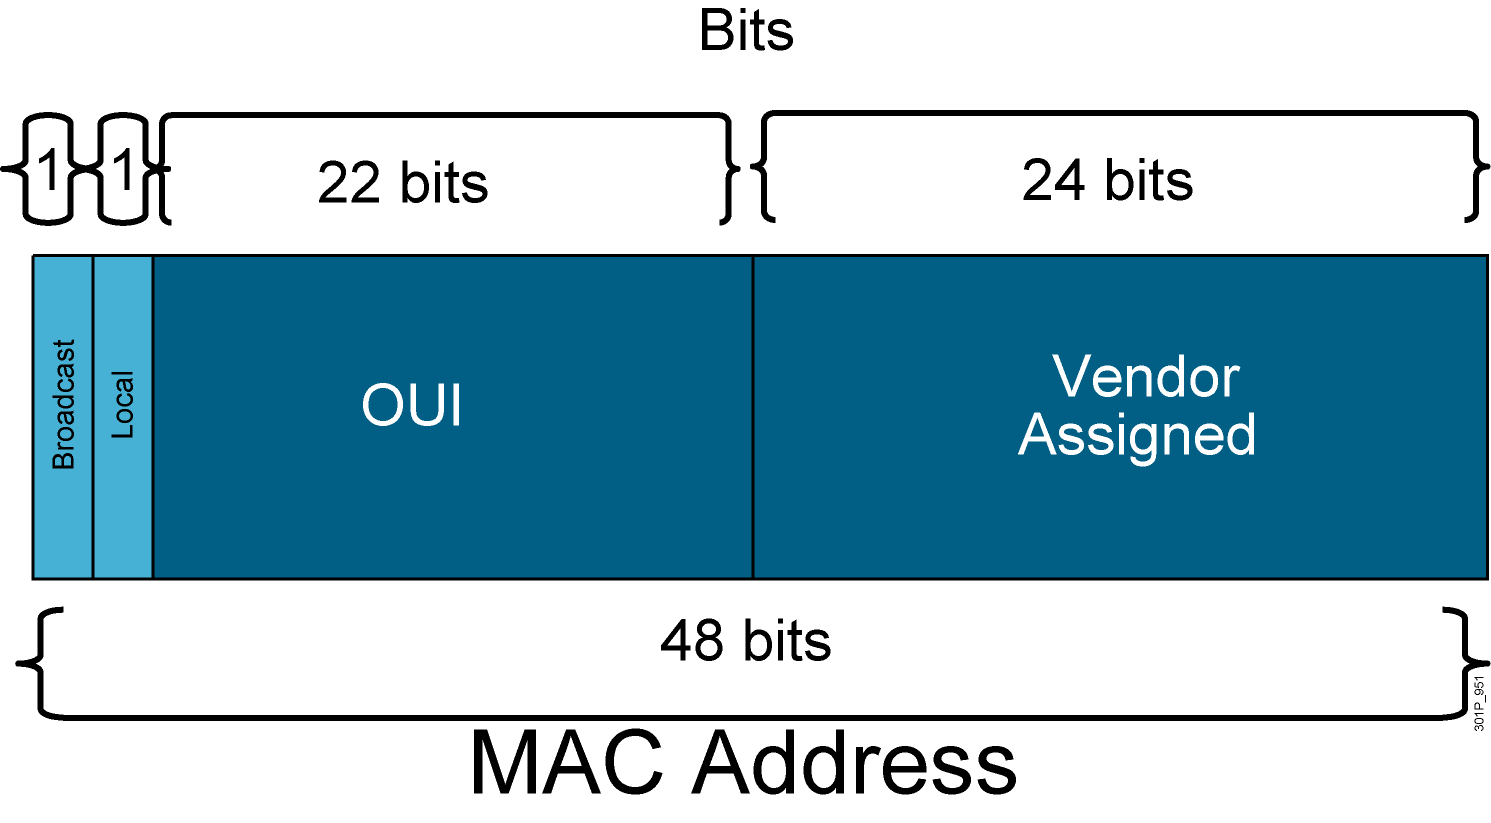 Bits
1
1
22 bits
24 bits
Broadcast
Local
OUI
Vendor
Assigned
48 bits
301P_951
MAC Address